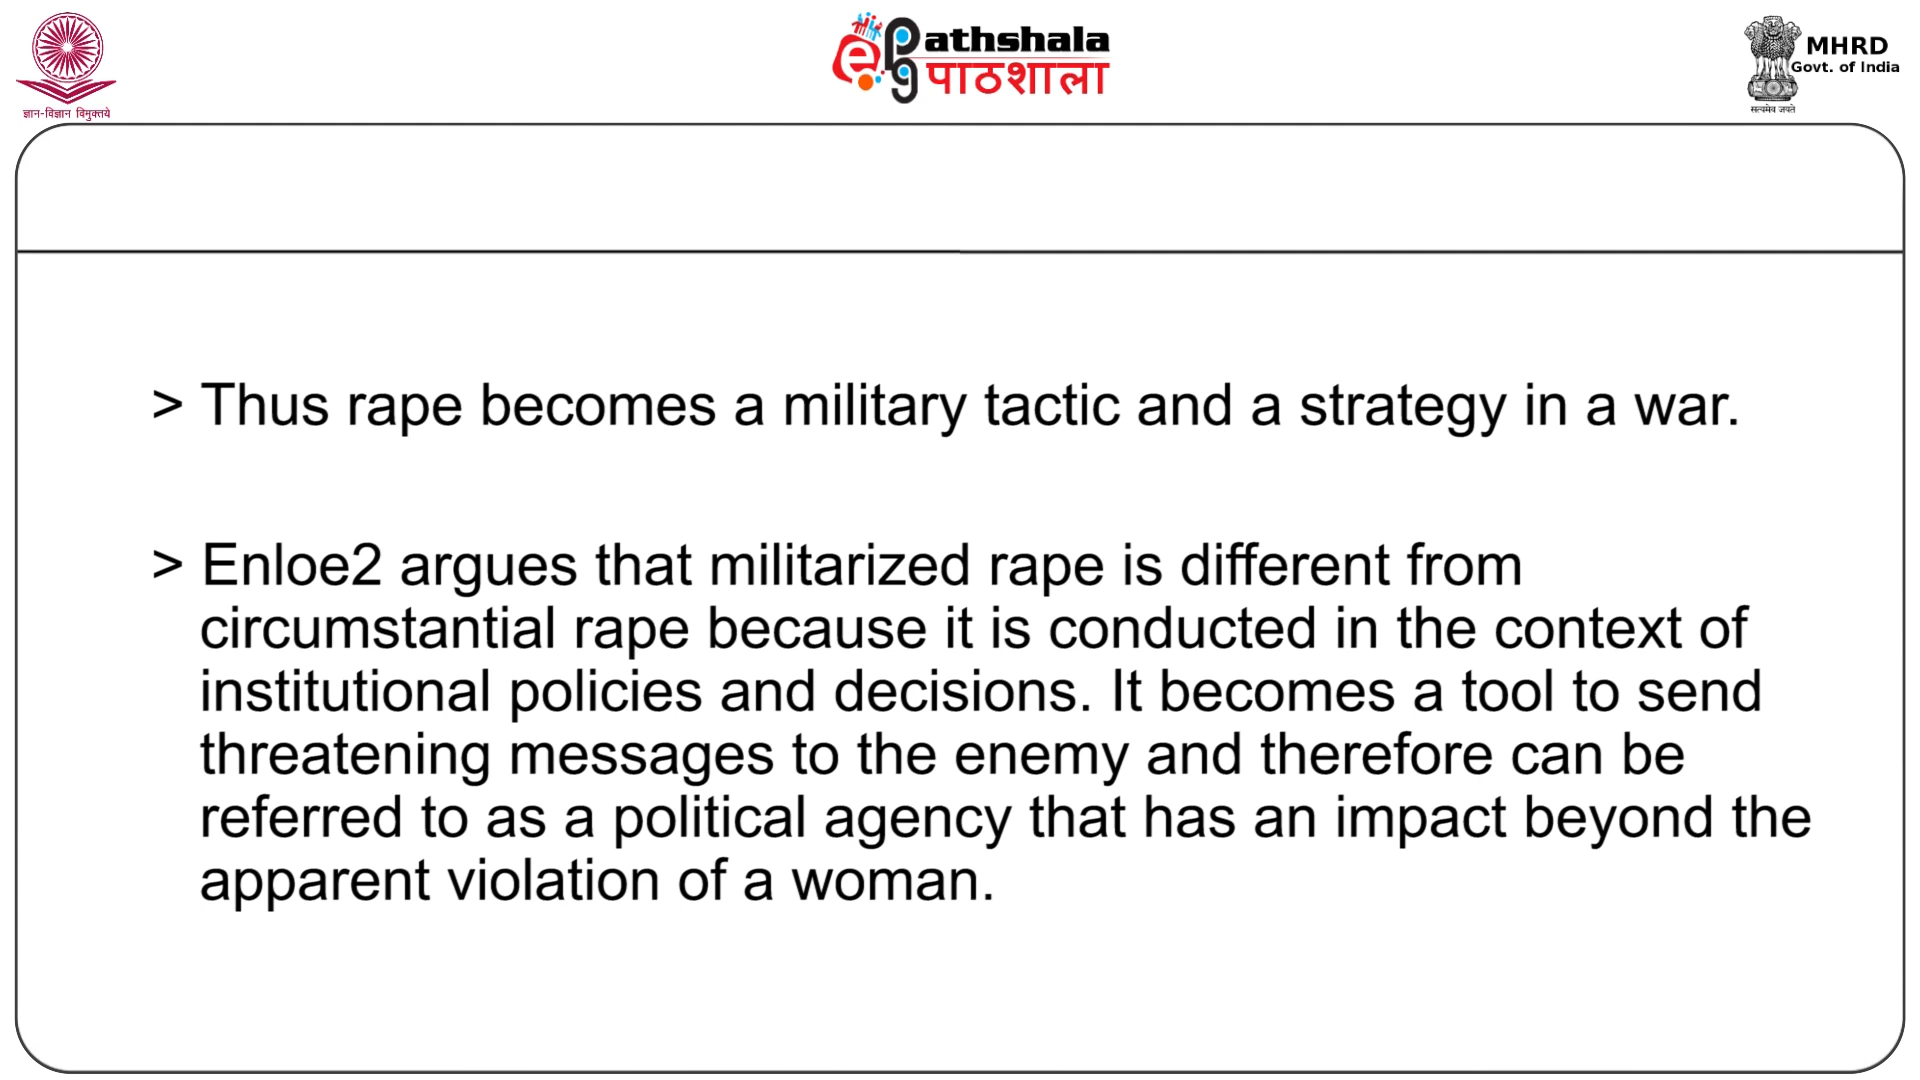 ज्ञान-विज्ञान विमुक्तये
e Pathshala
पाठशाला
MHRD
Govt. of India
सत्यमेव जयते
> Thus rape becomes a military tactic and a strategy in a war.
> Enloe2 argues that militarized rape is different from
circumstantial rape because it is conducted in the context of
institutional policies and decisions. It becomes a tool to send
threatening messages to the enemy and therefore can be
referred to as a political agency that has an impact beyond the
apparent violation of a woman.